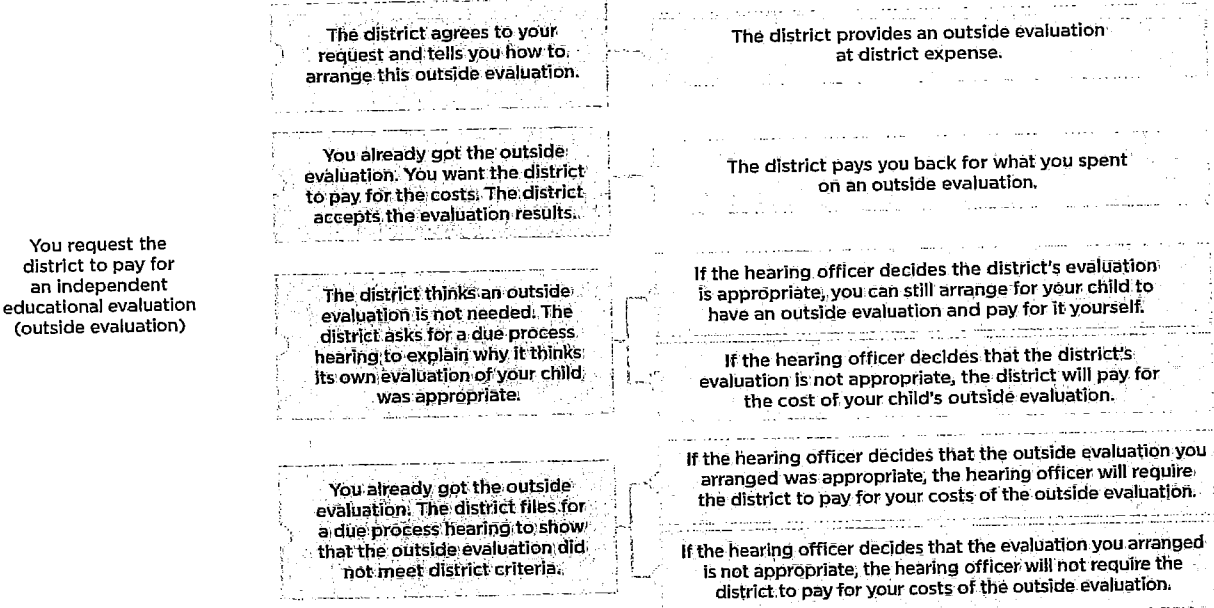 You request the
district to pay for
an independent
educational evaluation
(outside evaluation)
The district agrees to your
request and tells you how to
arrange this outside evaluation.
The district provides an outside evaluation
at district expense.
You already got the outside
evaluation. You want the district
to pay for the costs. The district
accepts the evaluation results.
The district pays you back for what you spent
on an outside evaluation.
The district thinks an outside
evaluation is not needed. The
district asks for a due process
hearing to explain why it thinks
its own evaluation of your child
was appropriate.
If the hearing officer decides the district's evaluation
is appropriate, you can still arrange for your child to
have an outside evaluation and pay for it yourself.
If the hearing officer decides that the district's
evaluation is not appropriate, the district will pay for
the cost of your child's outside evaluation.
You already got the outside
evaluation. The district files for
a due process hearing to show
that the outside evaluation did
not meet district criteria.
If the hearing officer decides that the outside evaluation you
arranged was appropriate, the hearing officer will require
the district to pay for your costs of the outside evaluation.
If the hearing officer decides that the evaluation you arranged
is not appropriate, the hearing officer will not require the
district to pay for your costs of the outside evaluation.